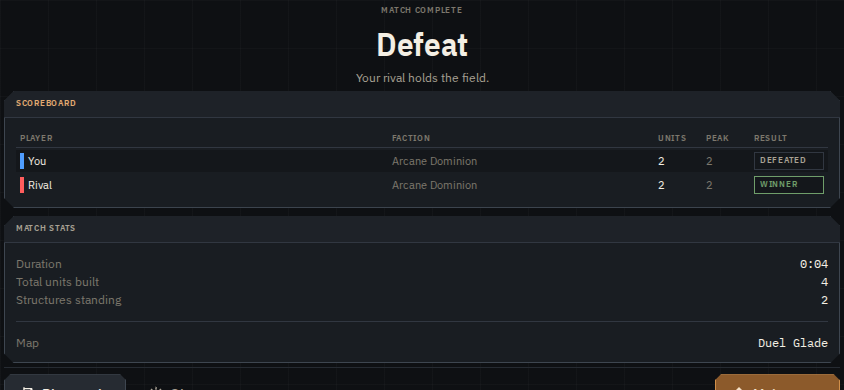 MATCH COMPLETE
Defeat
Your rival holds the field.
SCOREBOARD
PLAYER FACTION UNITS PEAK RESULT
You Arcane Dominion 2 2 DEFEATED
Rival Arcane Dominion 2 2 WINNER
MATCH STATS
Duration 0:04
Total units built 4
Structures standing 2
Map Duel Glade